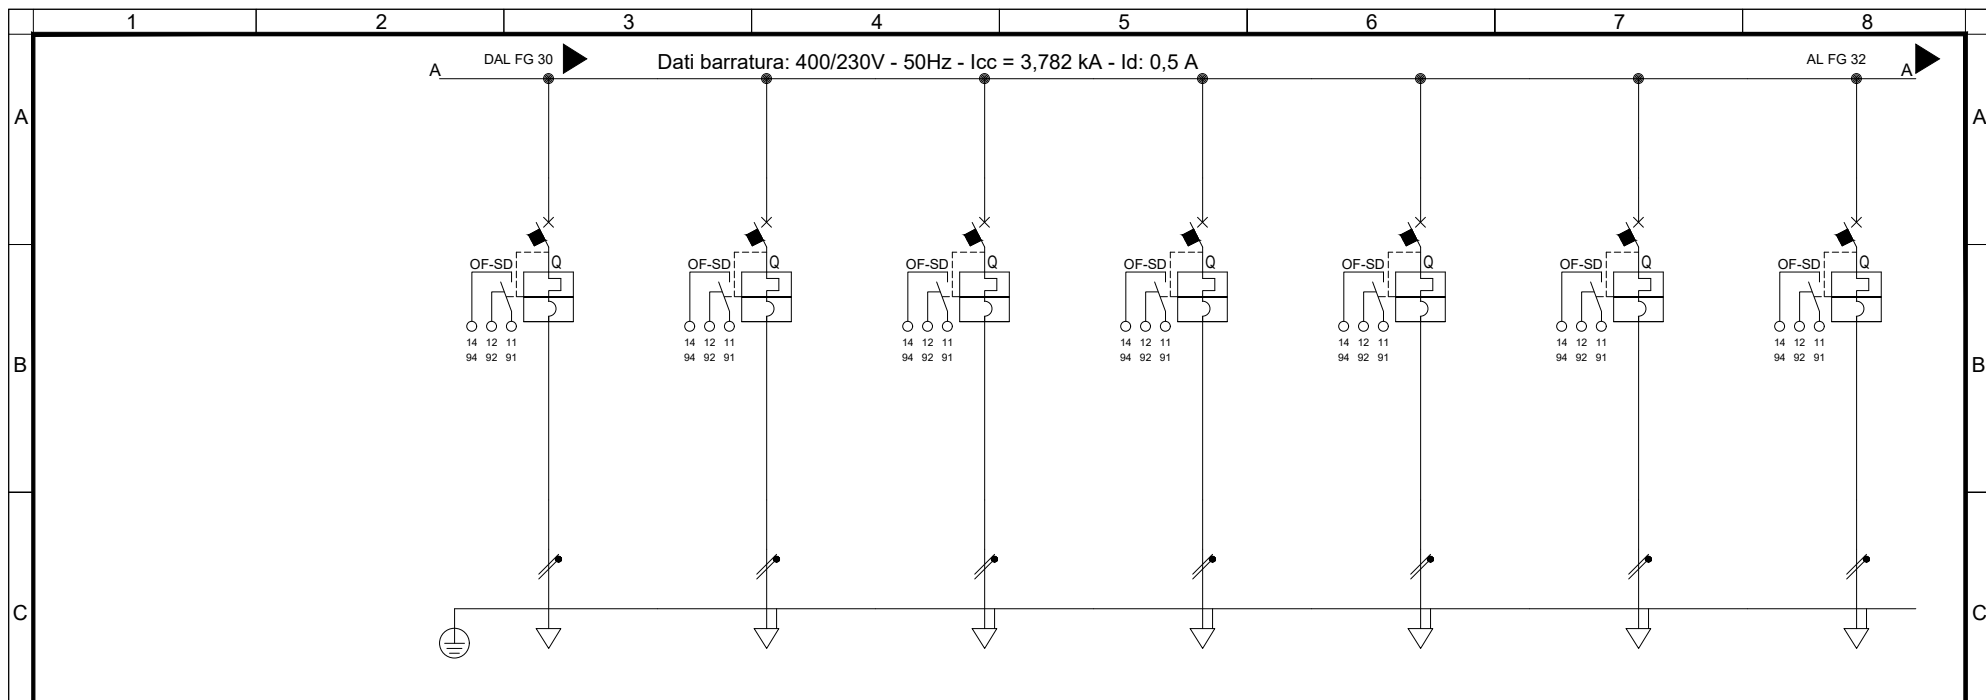 1 2 3 4 5 6 7 8
DAL FG 30 Dati barratura: 400/230V - 50Hz - Icc = 3,782 kA - Id: 0,5 A AL FG 32
A A
A A
OF-SD Q OF-SD Q OF-SD Q OF-SD Q OF-SD Q OF-SD Q OF-SD Q
14 12 11 14 12 11 14 12 11 14 12 11 14 12 11 14 12 11 14 12 11
94 92 91 94 92 91 94 92 91 94 92 91 94 92 91 94 92 91 94 92 91
B B
C C